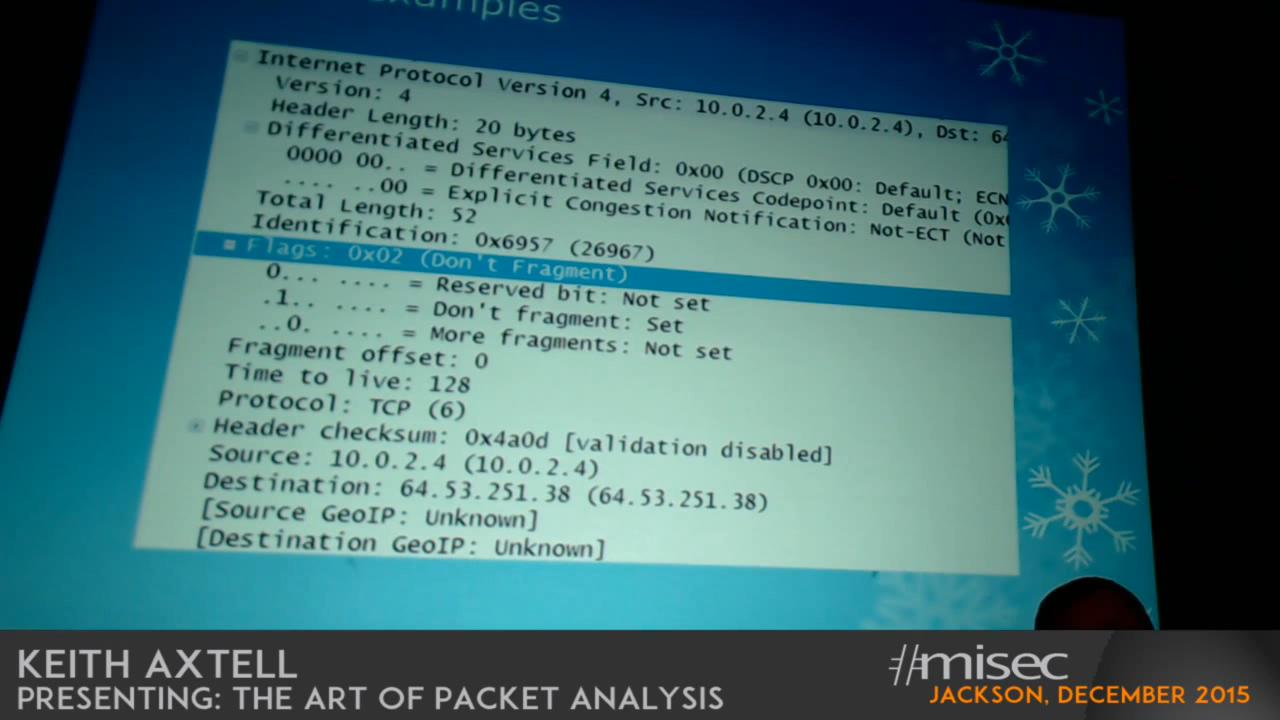 examples
Internet Protocol Version 4, Src: 10.0.2.4 (10.0.2.4), Dst: 64
Version: 4
Header Length: 20 bytes
Differentiated Services Field: 0x00 (DSCP 0x00: Default; ECN
0000 00.. = Differentiated Services Codepoint: Default (0x0
.... ..00 = Explicit Congestion Notification: Not-ECT (Not
Total Length: 52
Identification: 0x6957 (26967)
Flags: 0x02 (Don't Fragment)
0... .... = Reserved bit: Not set
.1.. .... = Don't fragment: Set
..0. .... = More fragments: Not set
Fragment offset: 0
Time to live: 128
Protocol: TCP (6)
Header checksum: 0x4a0d [validation disabled]
Source: 10.0.2.4 (10.0.2.4)
Destination: 64.53.251.38 (64.53.251.38)
[Source GeoIP: Unknown]
[Destination GeoIP: Unknown]
KEITH AXTELL
PRESENTING: THE ART OF PACKET ANALYSIS
#misec
JACKSON, DECEMBER 2015